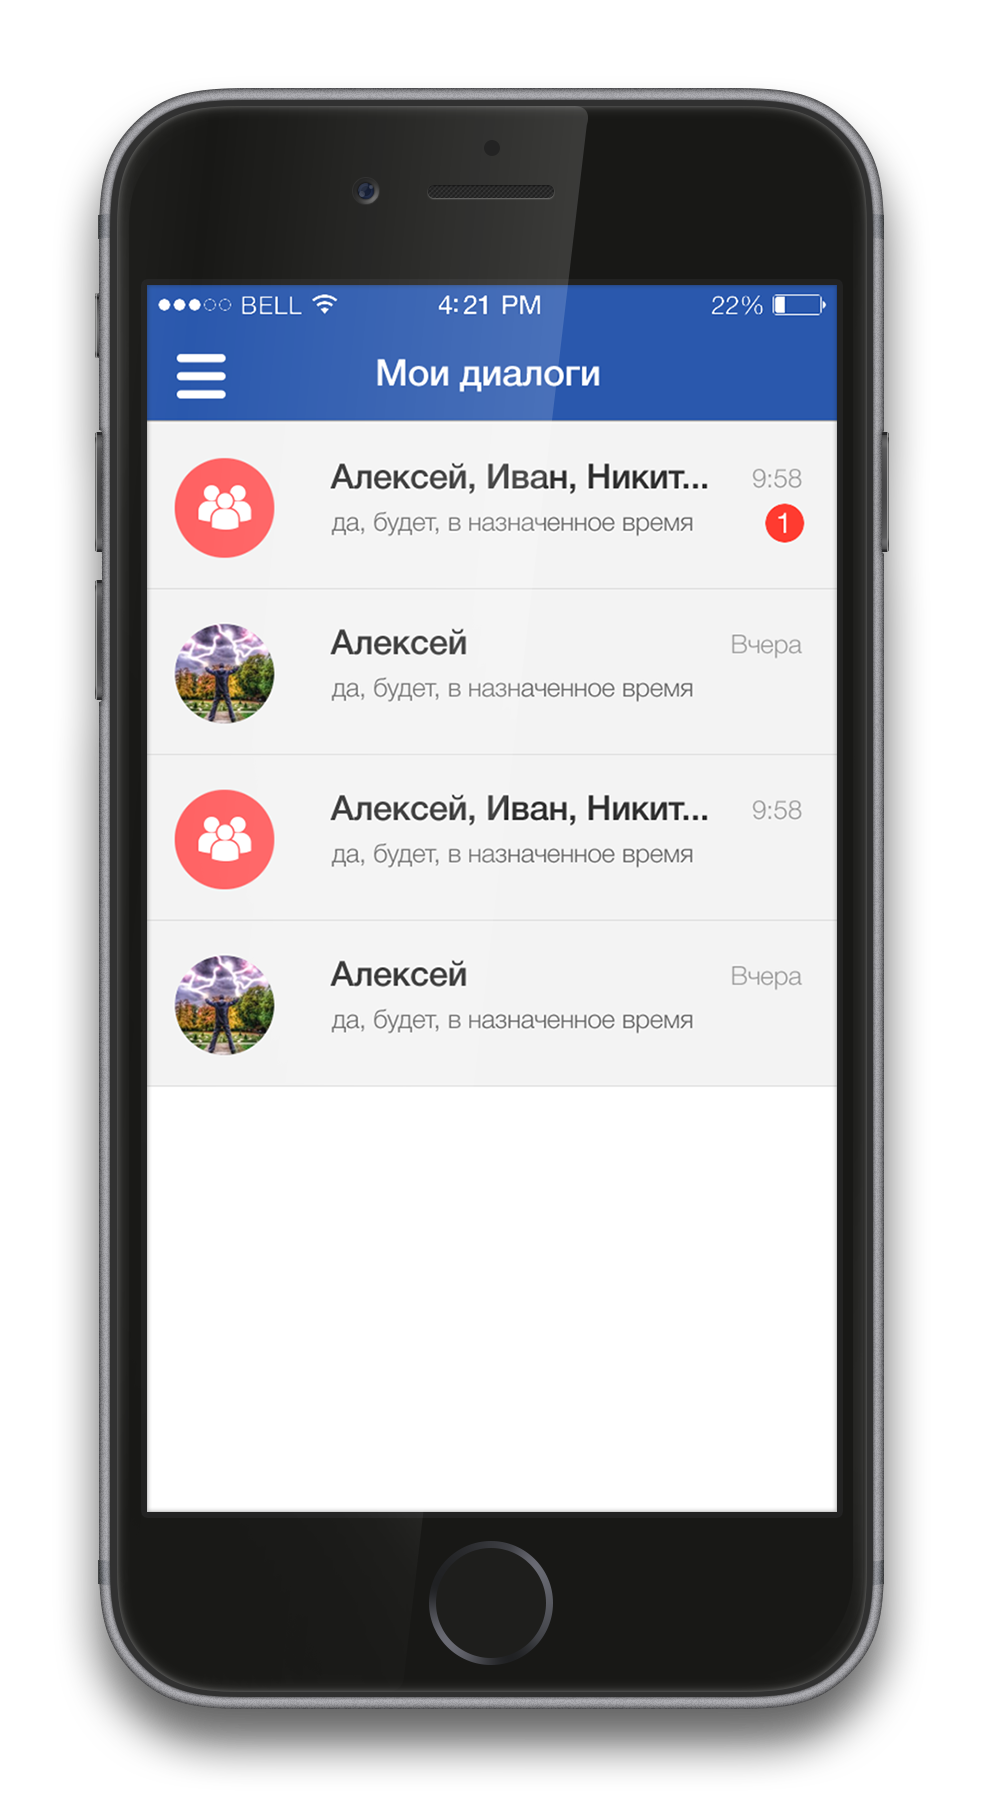 BELL 4:21 PM 22%
Мои диалоги
Алексей, Иван, Никит... 9:58
да, будет, в назначенное время 1
Алексей Вчера
да, будет, в назначенное время
Алексей, Иван, Никит... 9:58
да, будет, в назначенное время
Алексей Вчера
да, будет, в назначенное время